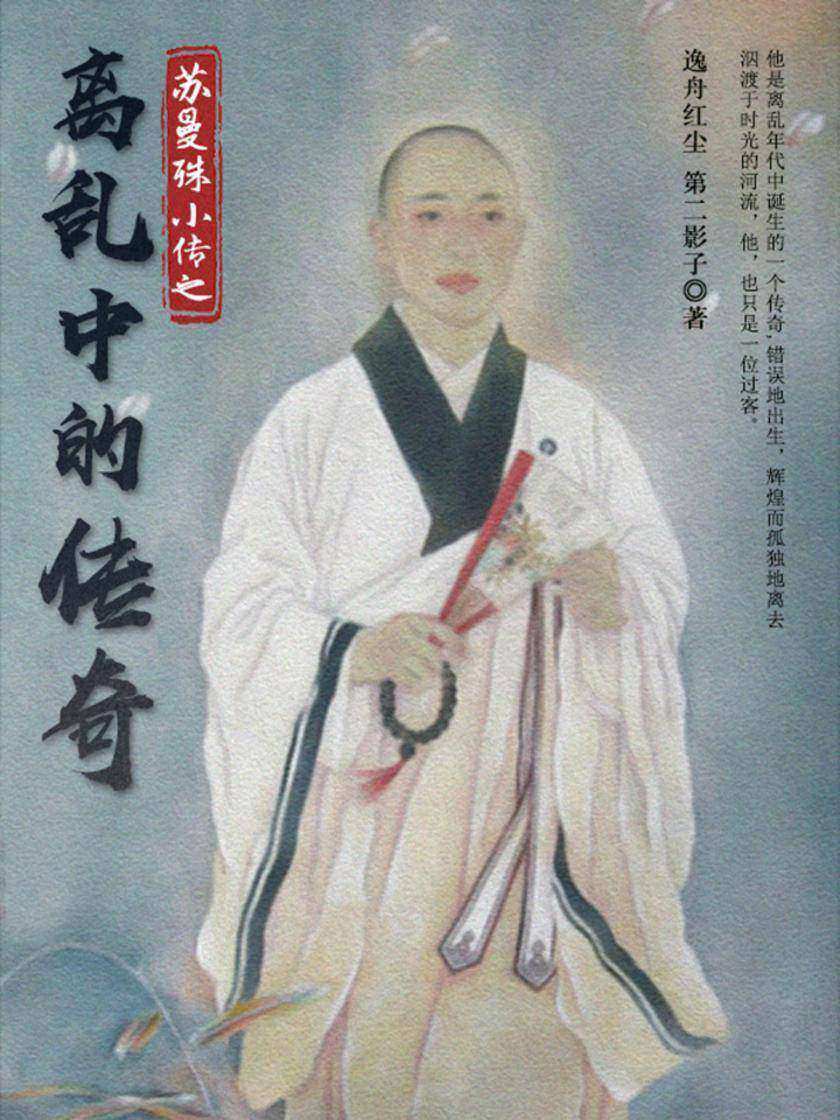 他是离乱年代中诞生的一个传奇，错误地出生，辉煌而孤独地离去
泅渡于时光的河流，他，也只是一位过客。
逸舟红尘 第二影子◎著
苏曼殊小传之
离乱中的传奇